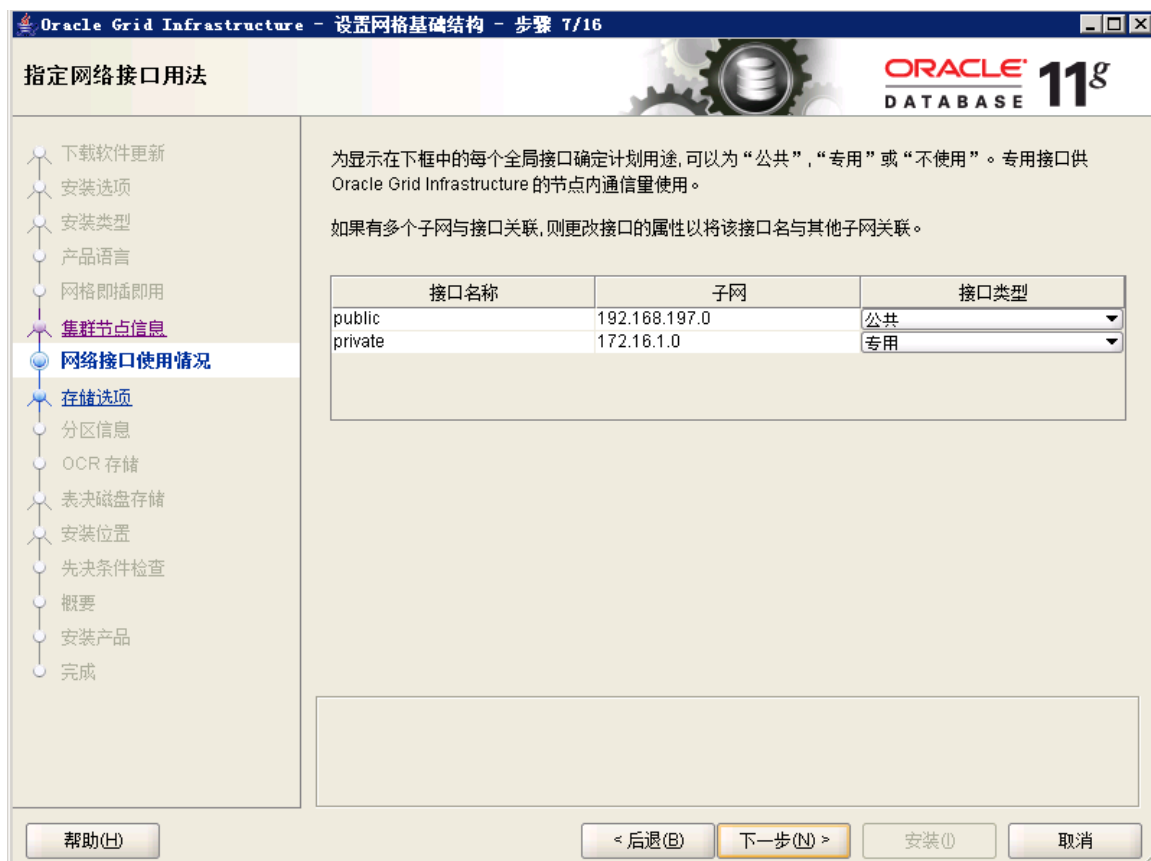 Oracle Grid Infrastructure - 设置网格基础结构 - 步骤 7/16
指定网络接口用法
ORACLE
DATABASE
11g
下载软件更新
安装选项
安装类型
产品语言
网格即插即用
集群节点信息
网络接口使用情况
存储选项
分区信息
OCR 存储
表决磁盘存储
安装位置
先决条件检查
概要
安装产品
完成
为显示在下框中的每个全局接口确定计划用途,可以为“公共”,“专用”或“不使用”。专用接口供
Oracle Grid Infrastructure 的节点内通信量使用。
如果有多个子网与接口关联,则更改接口的属性以将该接口名与其他子网关联。
接口名称 子网 接口类型
public 192.168.197.0 公共
private 172.16.1.0 专用
帮助(H) < 后退(B) 下一步(N) > 安装(I) 取消